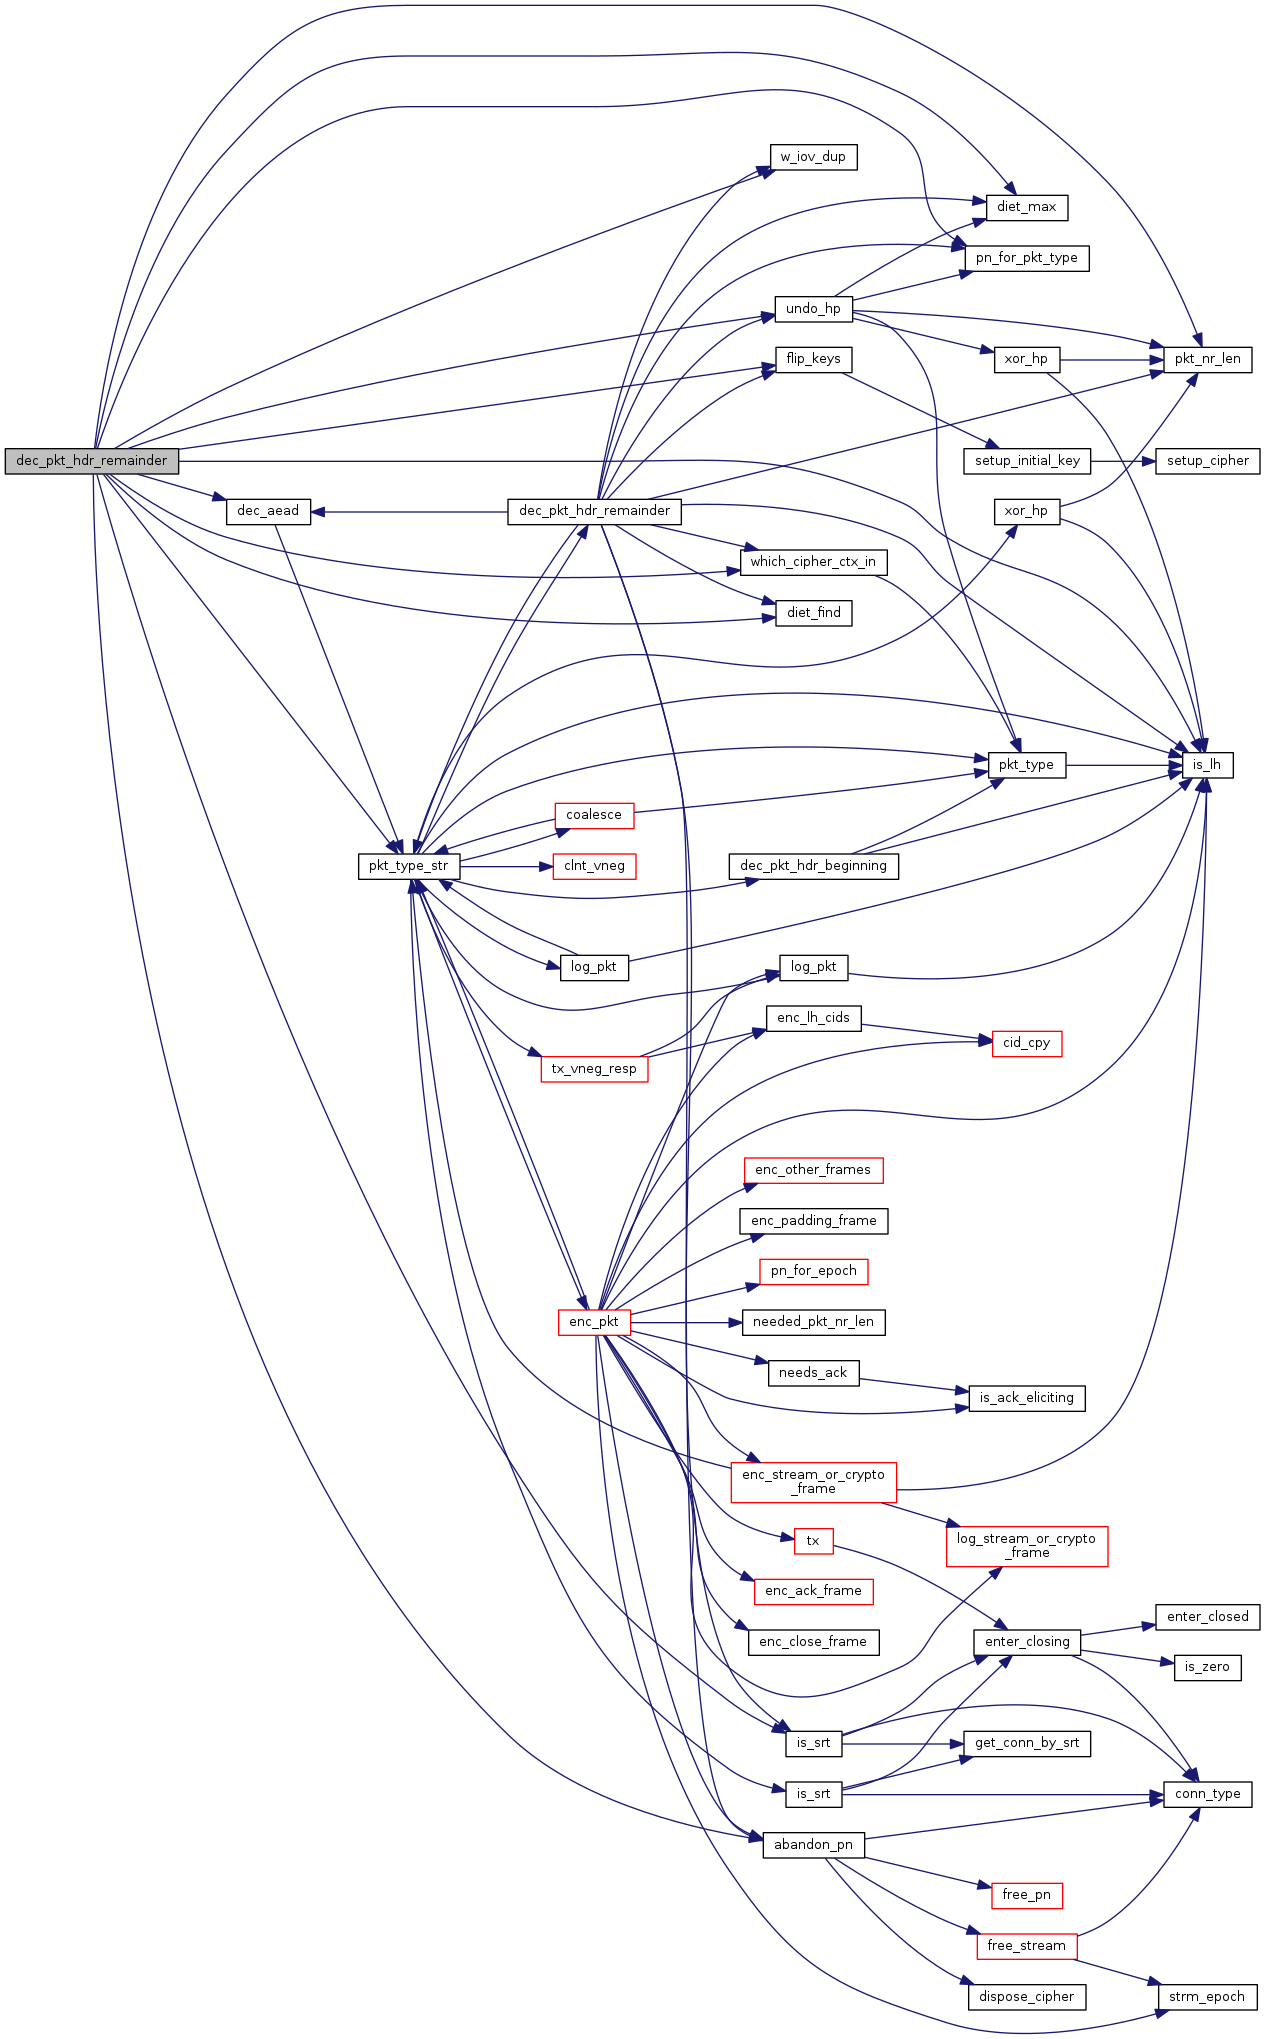 w_iov_dup
diet_max
pn_for_pkt_type
undo_hp
flip_keys
xor_hp
pkt_nr_len
dec_pkt_hdr_remainder
setup_initial_key
setup_cipher
dec_aead
dec_pkt_hdr_remainder
xor_hp
which_cipher_ctx_in
diet_find
pkt_type
is_lh
coalesce
pkt_type_str
clnt_vneg
dec_pkt_hdr_beginning
log_pkt
log_pkt
enc_lh_cids
cid_cpy
tx_vneg_resp
enc_other_frames
enc_padding_frame
pn_for_epoch
enc_pkt
needed_pkt_nr_len
needs_ack
is_ack_eliciting
enc_stream_or_crypto
_frame
tx
log_stream_or_crypto
_frame
enc_ack_frame
enter_closed
enc_close_frame
enter_closing
is_zero
is_srt
get_conn_by_srt
is_srt
conn_type
abandon_pn
free_pn
free_stream
dispose_cipher
strm_epoch